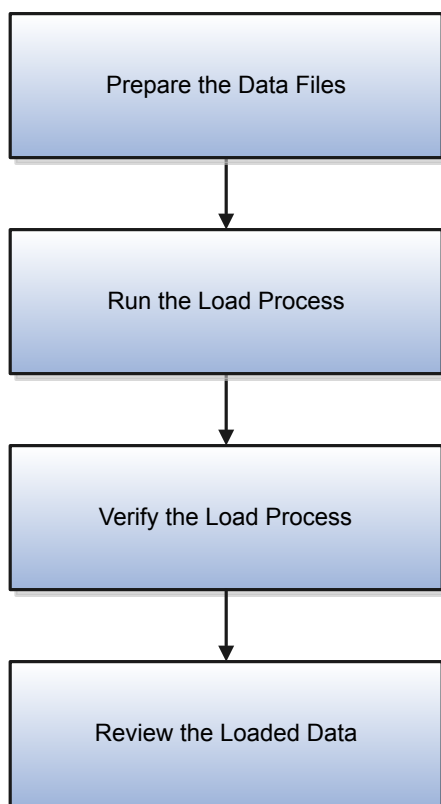 Prepare the Data Files
Run the Load Process
Verify the Load Process
Review the Loaded Data